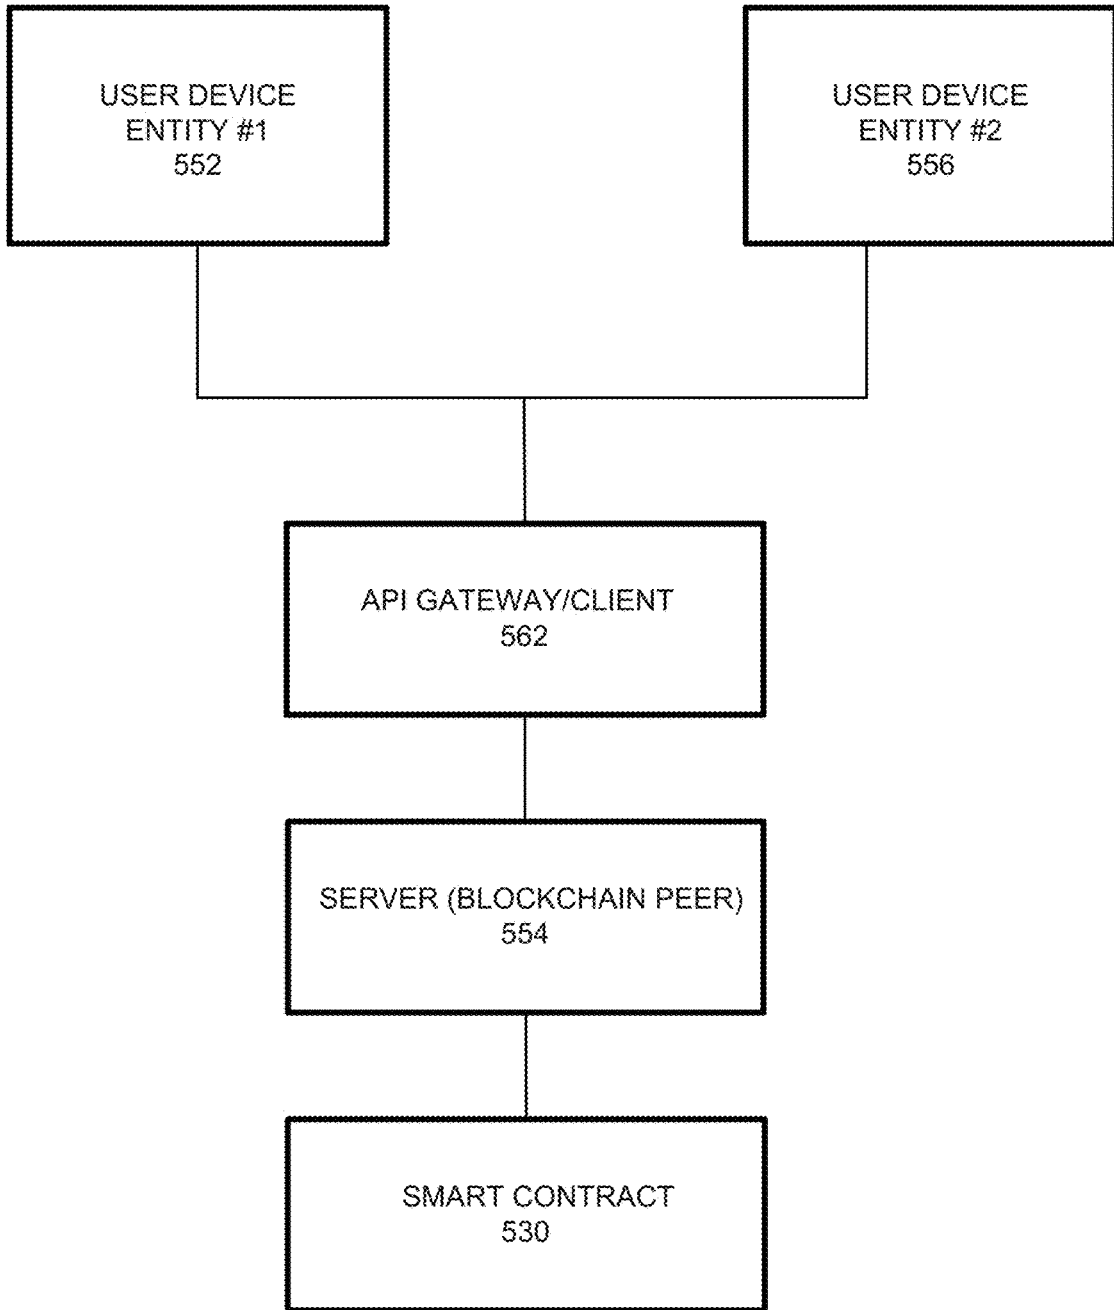 USER DEVICE
ENTITY #1
552
USER DEVICE
ENTITY #2
556
API GATEWAY/CLIENT
562
SERVER (BLOCKCHAIN PEER)
554
SMART CONTRACT
530